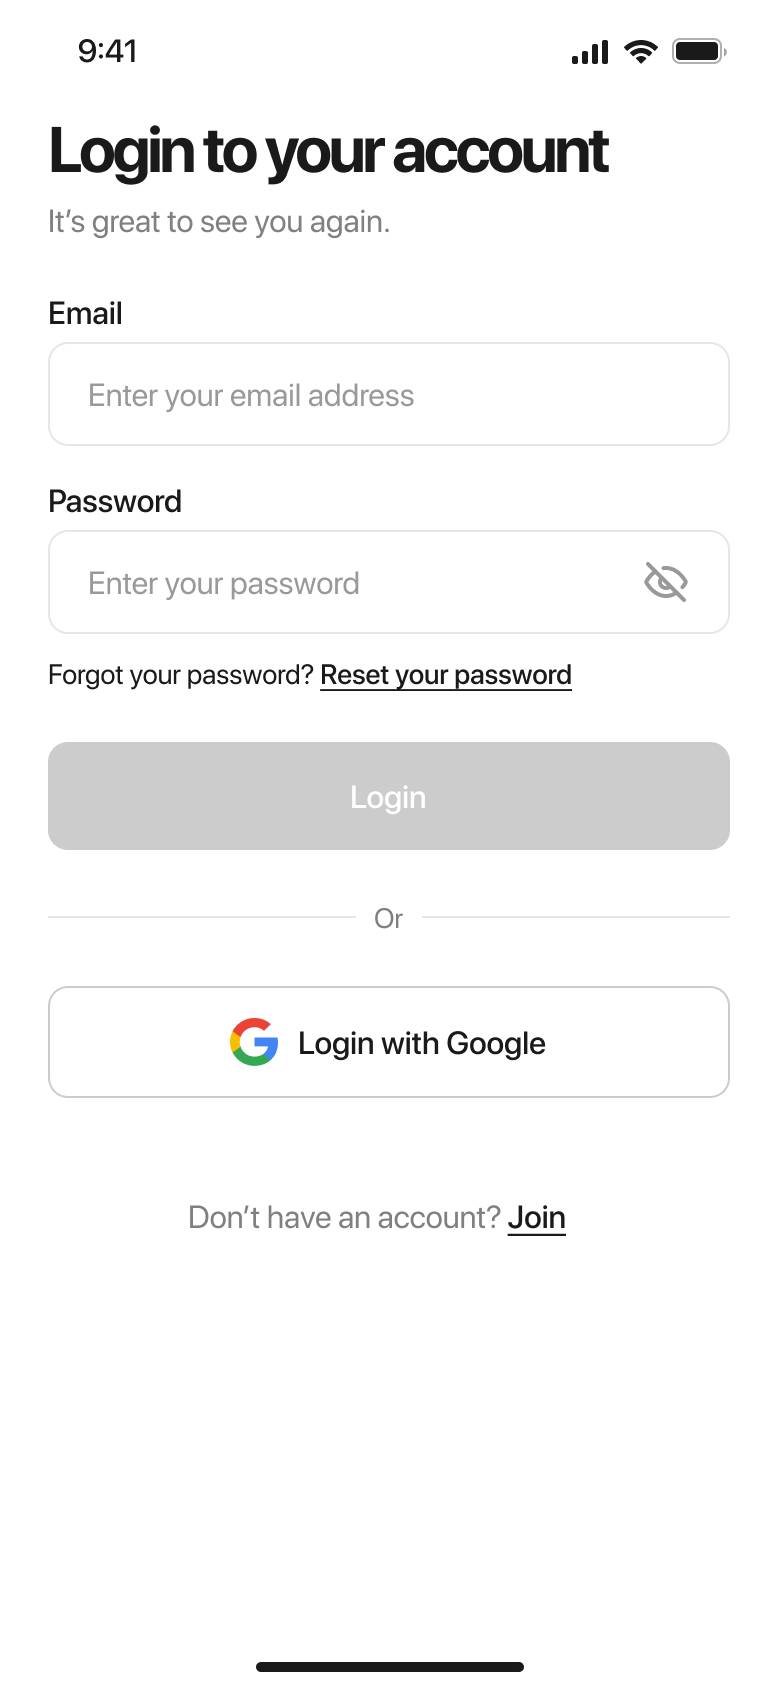 9:41
Login to your account
It’s great to see you again.
Email
Enter your email address
Password
Enter your password
Forgot your password? Reset your password
Login
Or
Login with Google
Don’t have an account? Join